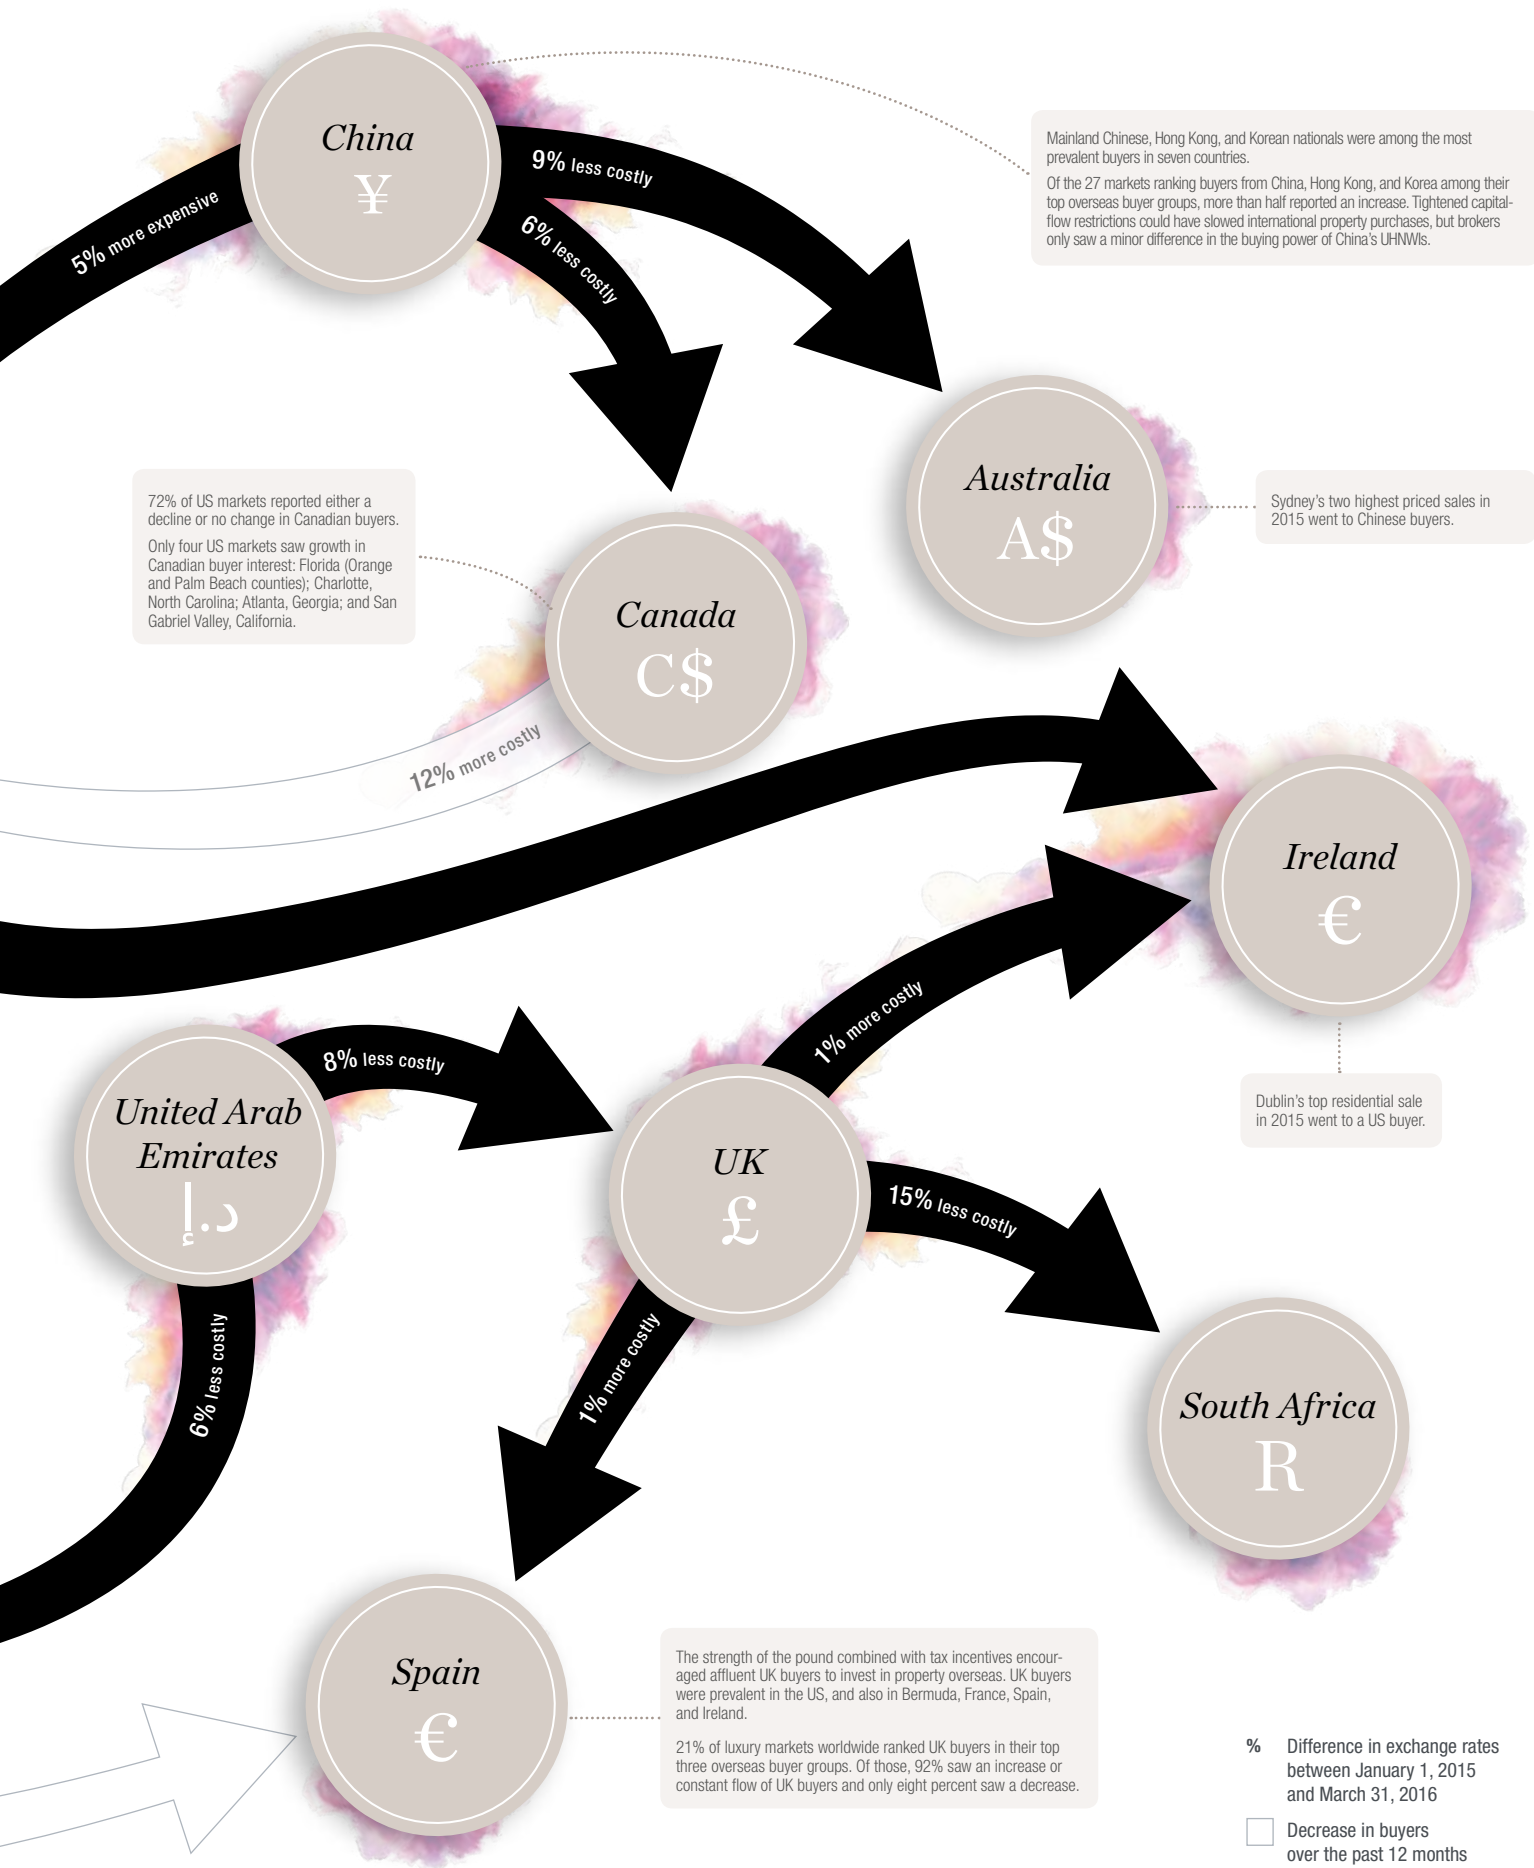 China
¥
9% less costly
6% less costly
5% more expensive
Mainland Chinese, Hong Kong, and Korean nationals were among the most
prevalent buyers in seven countries.
Of the 27 markets ranking buyers from China, Hong Kong, and Korea among their
top overseas buyer groups, more than half reported an increase. Tightened capital-
flow restrictions could have slowed international property purchases, but brokers
only saw a minor difference in the buying power of China's UHNWIs.
Australia
A$
Sydney's two highest priced sales in
2015 went to Chinese buyers.
72% of US markets reported either a
decline or no change in Canadian buyers.
Only four US markets saw growth in
Canadian buyer interest: Florida (Orange
and Palm Beach counties); Charlotte,
North Carolina; Atlanta, Georgia; and San
Gabriel Valley, California.
Canada
C$
12% more costly
Ireland
€
1% more costly
Dublin's top residential sale
in 2015 went to a US buyer.
United Arab
Emirates
د.إ
8% less costly
6% less costly
UK
£
15% less costly
1% more costly
South Africa
R
Spain
€
The strength of the pound combined with tax incentives encour-
aged affluent UK buyers to invest in property overseas. UK buyers
were prevalent in the US, and also in Bermuda, France, Spain,
and Ireland.
21% of luxury markets worldwide ranked UK buyers in their top
three overseas buyer groups. Of those, 92% saw an increase or
constant flow of UK buyers and only eight percent saw a decrease.
% Difference in exchange rates
between January 1, 2015
and March 31, 2016
Decrease in buyers
over the past 12 months